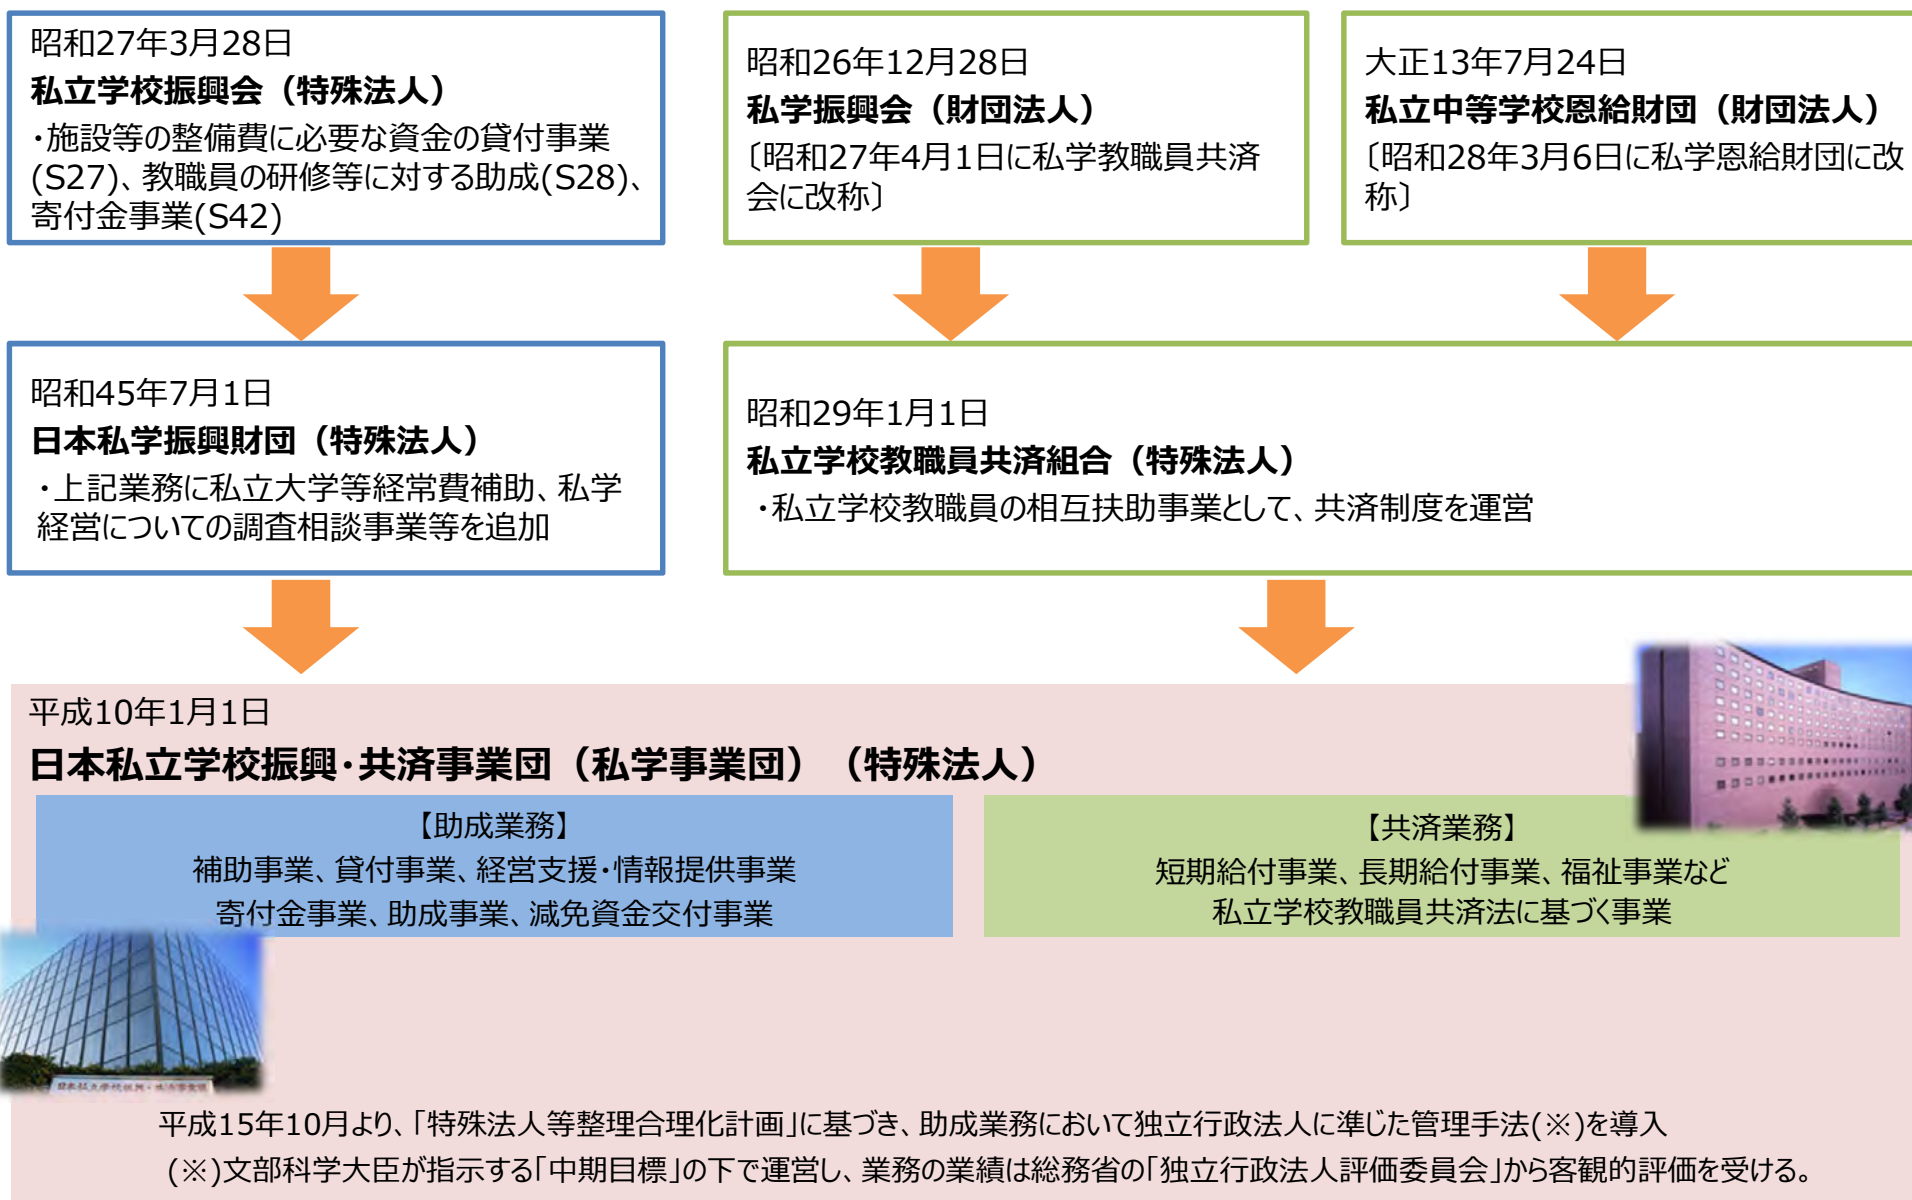 昭和27年3月28日
私立学校振興会（特殊法人）
・施設等の整備費に必要な資金の貸付事業
(S27)、教職員の研修等に対する助成(S28)、
寄付金事業(S42)
昭和26年12月28日
私学振興会（財団法人）
〔昭和27年4月1日に私学教職員共済
会に改称〕
大正13年7月24日
私立中等学校恩給財団（財団法人）
〔昭和28年3月6日に私学恩給財団に改
称〕
昭和45年7月1日
日本私学振興財団（特殊法人）
・上記業務に私立大学等経常費補助、私学
経営についての調査相談事業等を追加
昭和29年1月1日
私立学校教職員共済組合（特殊法人）
・私立学校教職員の相互扶助事業として、共済制度を運営
平成10年1月1日
日本私立学校振興・共済事業団（私学事業団）（特殊法人）
【助成業務】
補助事業、貸付事業、経営支援・情報提供事業
寄付金事業、助成事業、減免資金交付事業
【共済業務】
短期給付事業、長期給付事業、福祉事業など
私立学校教職員共済法に基づく事業
日本私立学校振興・共済事業団
平成15年10月より、「特殊法人等整理合理化計画」に基づき、助成業務において独立行政法人に準じた管理手法(※)を導入
(※)文部科学大臣が指示する「中期目標」の下で運営し、業務の業績は総務省の「独立行政法人評価委員会」から客観的評価を受ける。